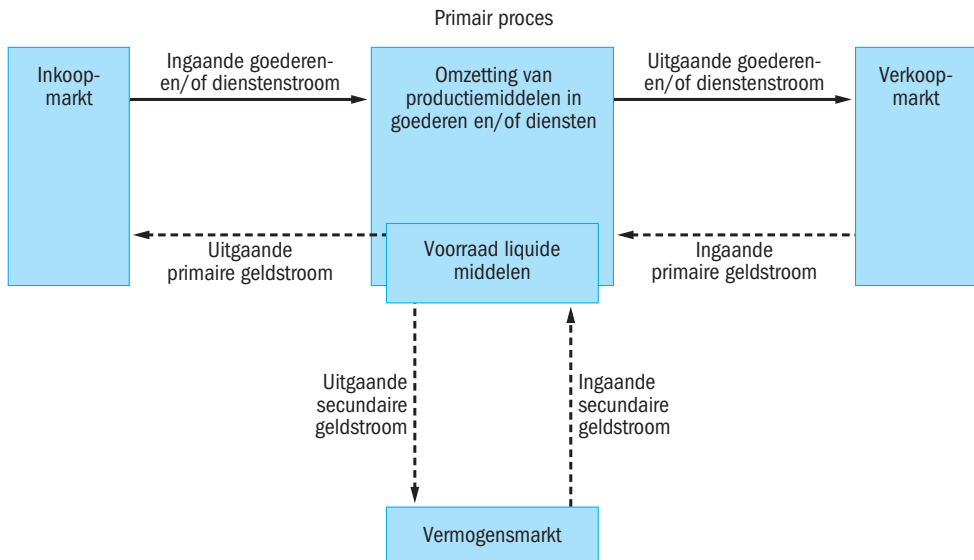 Primair proces
Inkoop-
markt
Ingaande goederen-
en/of dienstenstroom
Omzetting van
productiemiddelen in
goederen en/of diensten
Uitgaande goederen-
en/of dienstenstroom
Verkoop-
markt
Uitgaande
primaire geldstroom
Voorraad liquide
middelen
Ingaande
primaire geldstroom
Uitgaande
secundaire
geldstroom
Ingaande
secundaire
geldstroom
Vermogensmarkt